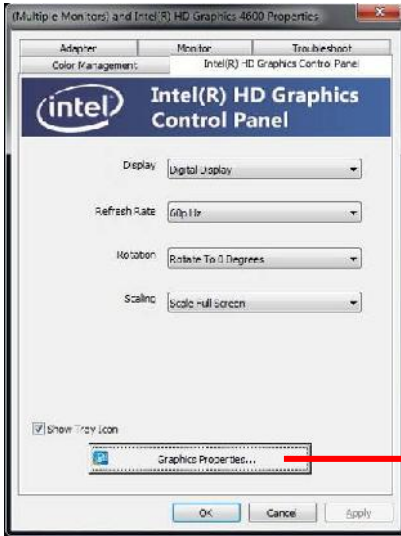 (Multiple Monitors) and Intel(R) HD Graphics 4600 Properties
Adapter Monitor Troubleshoot
Color Management Intel(R) HD Graphics Control Panel
intel Intel(R) HD Graphics
Control Panel
Display Digital Display
Refresh Rate 60p Hz
Rotation Rotate To 0 Degrees
Scaling Scale Full Screen
Show Tray Icon
Graphics Properties...
OK Cancel Apply